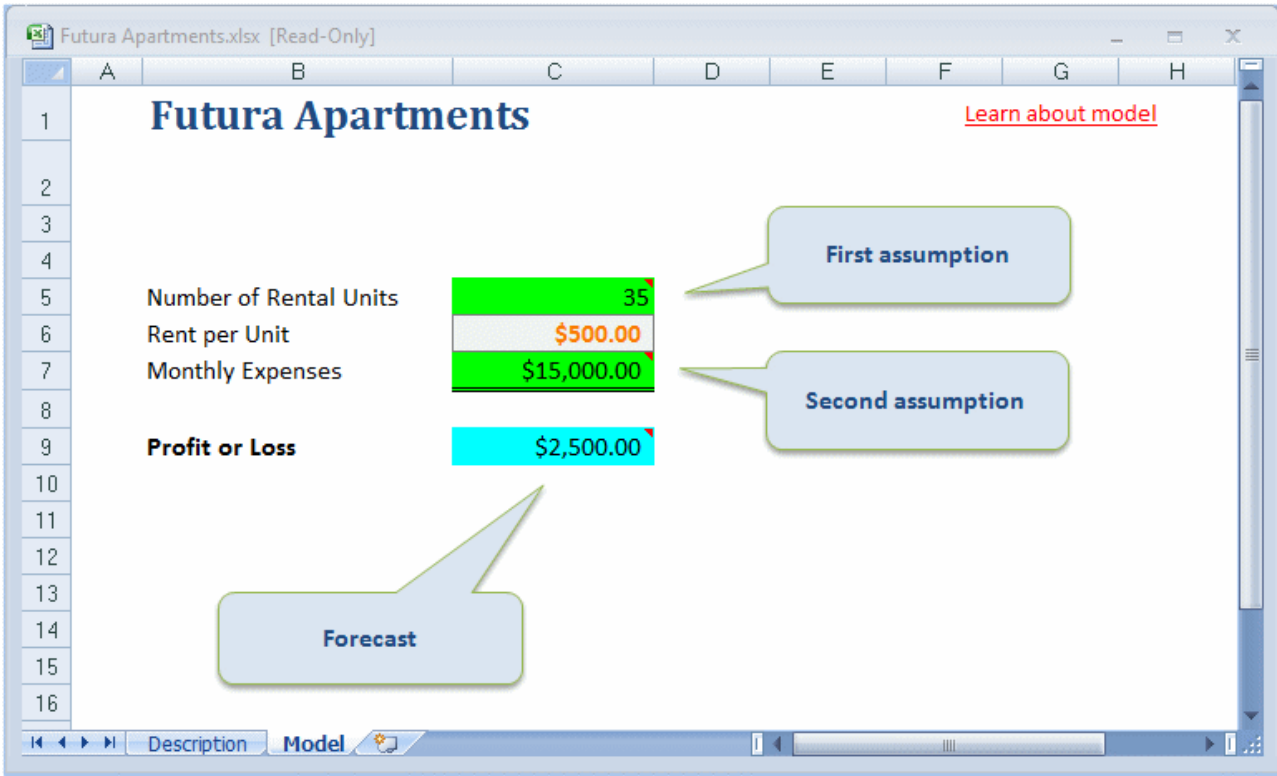 Futura Apartments.xlsx [Read-Only]
A B C D E F G H
1 Futura Apartments Learn about model
2
3
4 First assumption
5 Number of Rental Units 35
6 Rent per Unit $500.00
7 Monthly Expenses $15,000.00
8 Second assumption
9 Profit or Loss $2,500.00
10
11
12
13
14 Forecast
15
16
Description Model